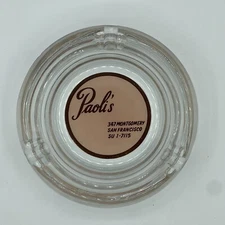 Paoli's
347 MONTGOMERY
SAN FRANCISCO
SU 1-7115